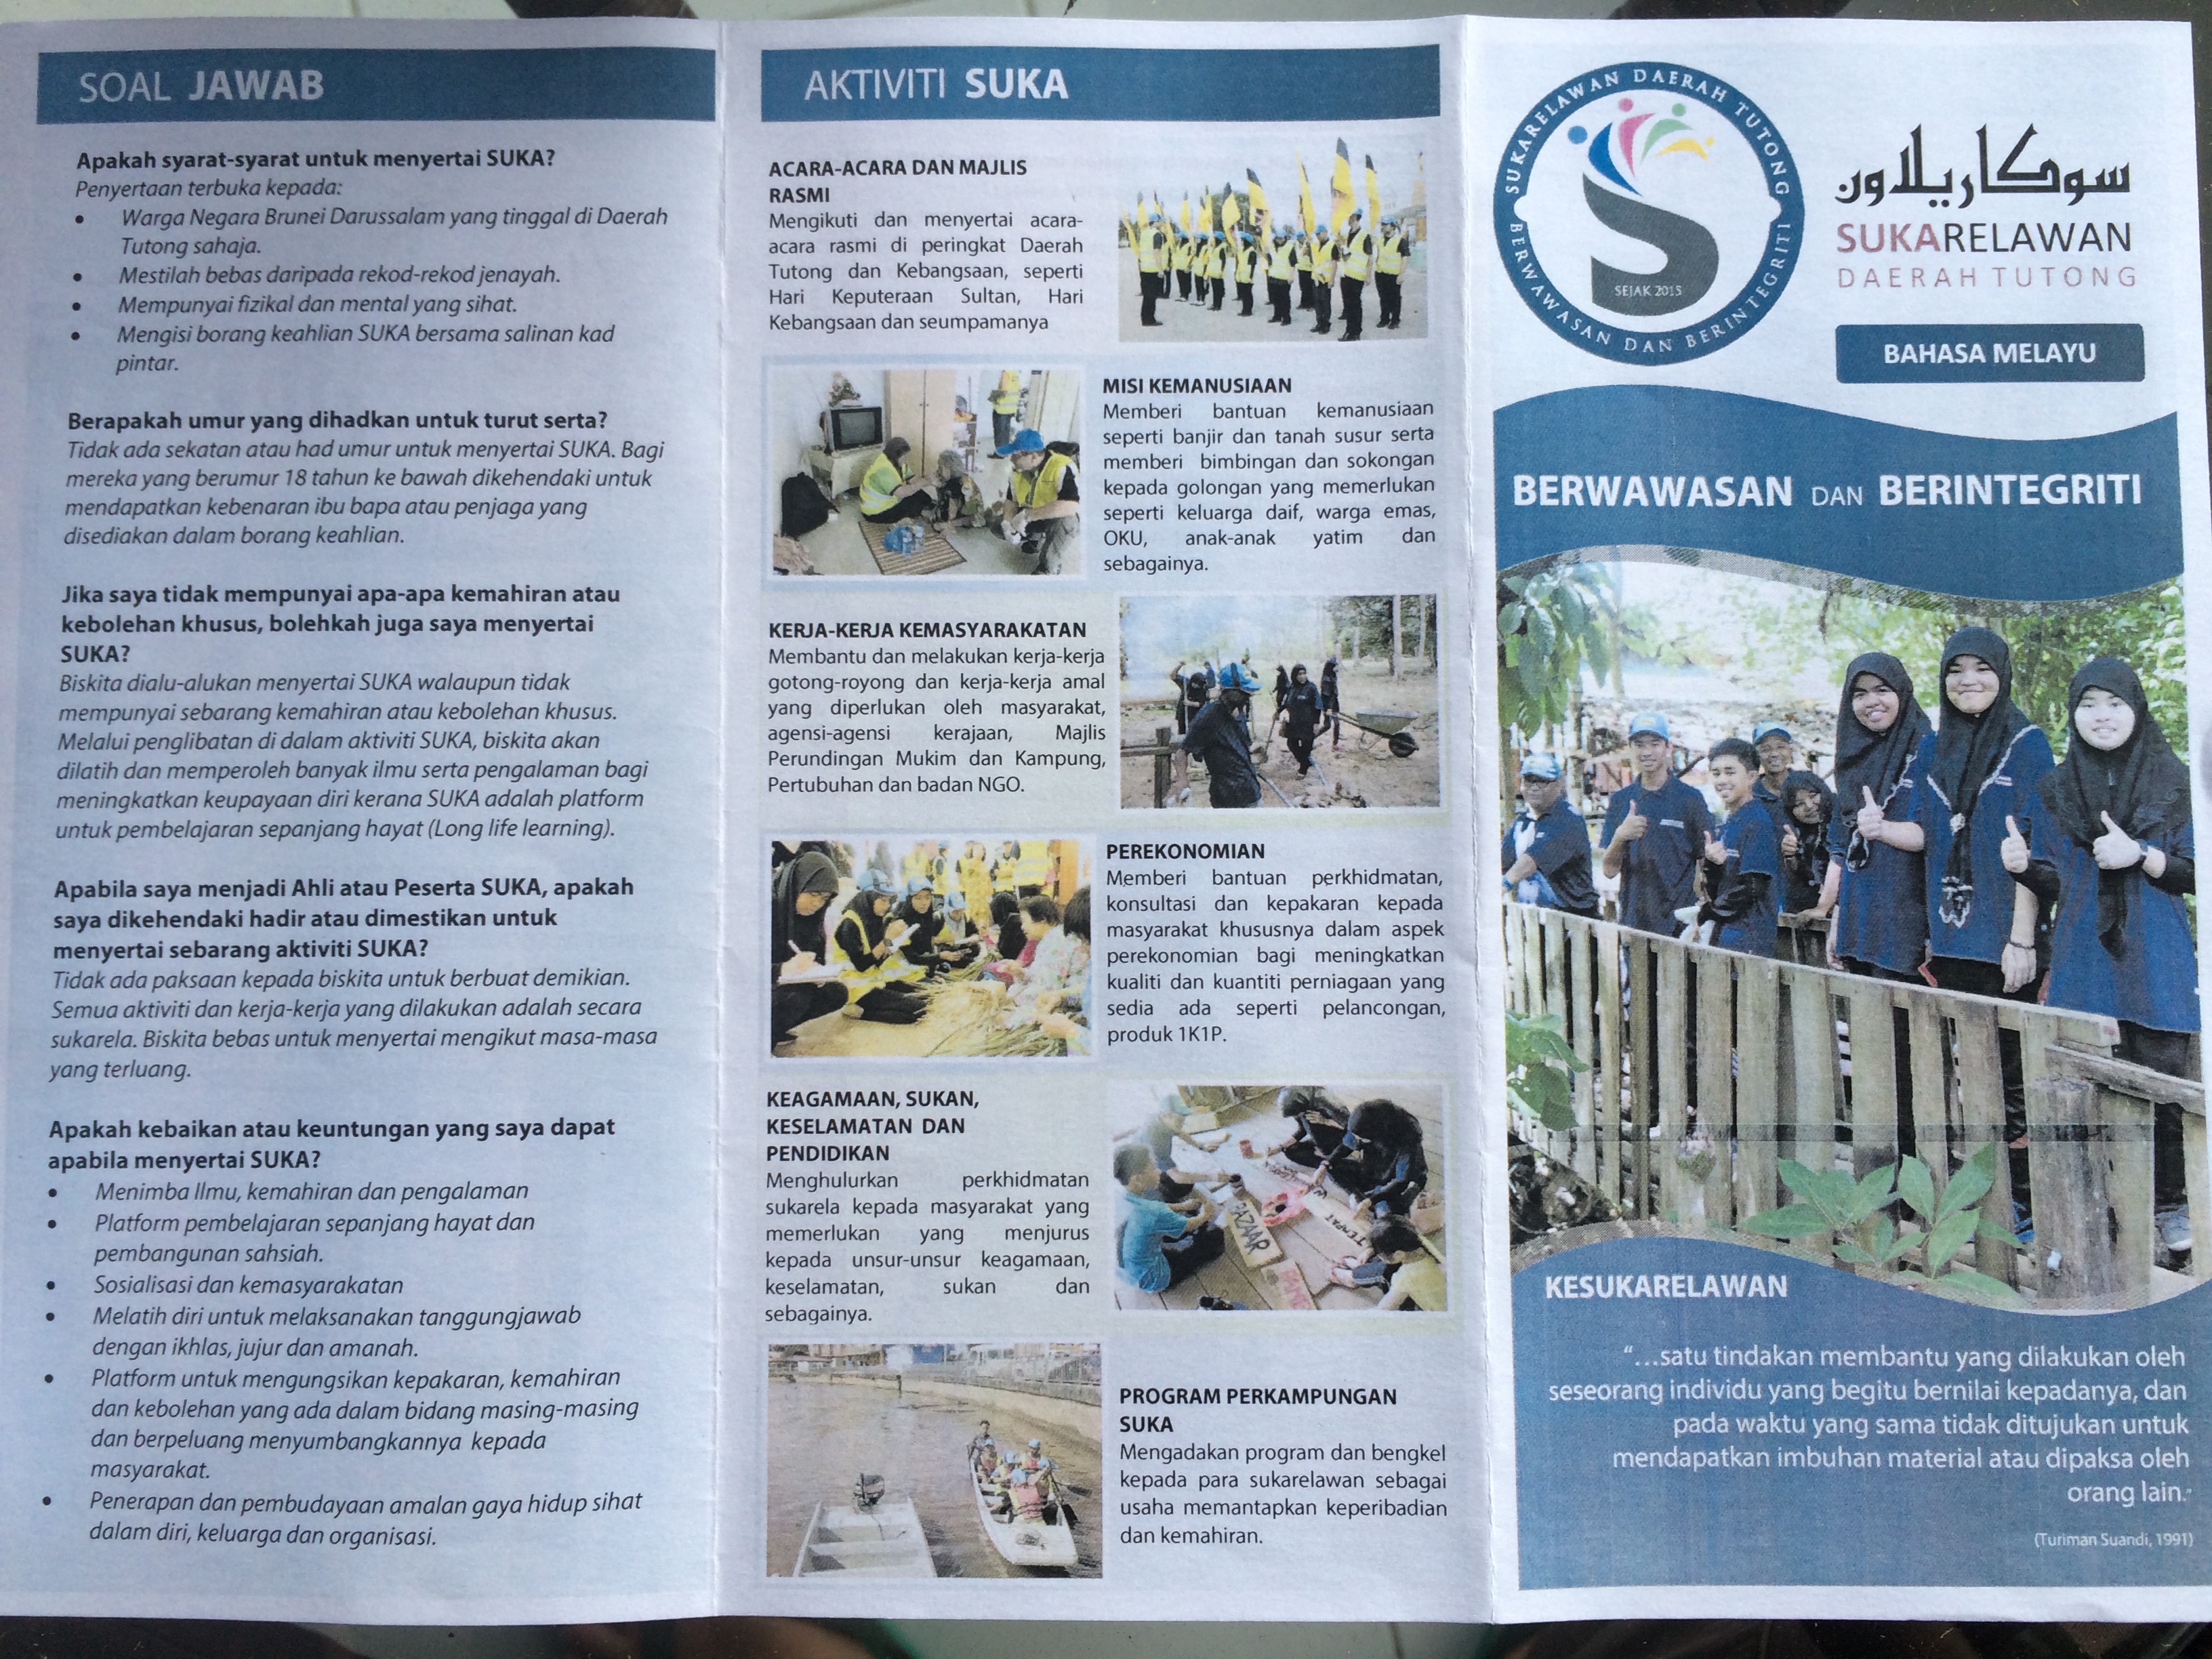 SOAL JAWAB
Apakah syarat-syarat untuk menyertai SUKA?
Penyertaan terbuka kepada:
• Warga Negara Brunei Darussalam yang tinggal di Daerah
Tutong sahaja.
• Mestilah bebas daripada rekod-rekod jenayah.
• Mempunyai fizikal dan mental yang sihat.
• Mengisi borang keahlian SUKA bersama salinan kad
pintar.
Berapakah umur yang dihadkan untuk turut serta?
Tidak ada sekatan atau had umur untuk menyertai SUKA. Bagi
mereka yang berumur 18 tahun ke bawah dikehendaki untuk
mendapatkan kebenaran ibu bapa atau penjaga yang
disediakan dalam borang keahlian.
Jika saya tidak mempunyai apa-apa kemahiran atau
kebolehan khusus, bolehkah juga saya menyertai
SUKA?
Biskita dialu-alukan menyertai SUKA walaupun tidak
mempunyai sebarang kemahiran atau kebolehan khusus.
Melalui penglibatan di dalam aktiviti SUKA, biskita akan
dilatih dan memperoleh banyak ilmu serta pengalaman bagi
meningkatkan keupayaan diri kerana SUKA adalah platform
untuk pembelajaran sepanjang hayat (Long life learning).
Apabila saya menjadi Ahli atau Peserta SUKA, apakah
saya dikehendaki hadir atau dimestikan untuk
menyertai sebarang aktiviti SUKA?
Tidak ada paksaan kepada biskita untuk berbuat demikian.
Semua aktiviti dan kerja-kerja yang dilakukan adalah secara
sukarela. Biskita bebas untuk menyertai mengikut masa-masa
yang terluang.
Apakah kebaikan atau keuntungan yang saya dapat
apabila menyertai SUKA?
• Menimba Ilmu, kemahiran dan pengalaman
• Platform pembelajaran sepanjang hayat dan
pembangunan sahsiah.
• Sosialisasi dan kemasyarakatan
• Melatih diri untuk melaksanakan tanggungjawab
dengan ikhlas, jujur dan amanah.
• Platform untuk mengungsikan kepakaran, kemahiran
dan kebolehan yang ada dalam bidang masing-masing
dan berpeluang menyumbangkannya kepada
masyarakat.
• Penerapan dan pembudayaan amalan gaya hidup sihat
dalam diri, keluarga dan organisasi.
AKTIVITI SUKA
ACARA-ACARA DAN MAJLIS
RASMI
Mengikuti dan menyertai acara-
acara rasmi di peringkat Daerah
Tutong dan Kebangsaan, seperti
Hari Keputeraan Sultan, Hari
Kebangsaan dan seumpamanya
MISI KEMANUSIAAN
Memberi bantuan kemanusiaan
seperti banjir dan tanah susur serta
memberi bimbingan dan sokongan
kepada golongan yang memerlukan
seperti keluarga daif, warga emas,
OKU, anak-anak yatim dan
sebagainya.
KERJA-KERJA KEMASYARAKATAN
Membantu dan melakukan kerja-kerja
gotong-royong dan kerja-kerja amal
yang diperlukan oleh masyarakat,
agensi-agensi kerajaan, Majlis
Perundingan Mukim dan Kampung,
Pertubuhan dan badan NGO.
PEREKONOMIAN
Memberi bantuan perkhidmatan,
konsultasi dan kepakaran kepada
masyarakat khususnya dalam aspek
perekonomian bagi meningkatkan
kualiti dan kuantiti perniagaan yang
sedia ada seperti pelancongan,
produk 1K1P.
KEAGAMAAN, SUKAN,
KESELAMATAN DAN
PENDIDIKAN
Menghulurkan perkhidmatan
sukarela kepada masyarakat yang
memerlukan yang menjurus
kepada unsur-unsur keagamaan,
keselamatan, sukan dan
sebagainya.
TEMPAT
PROGRAM PERKAMPUNGAN
SUKA
Mengadakan program dan bengkel
kepada para sukarelawan sebagai
usaha memantapkan keperibadian
dan kemahiran.
SUKARELAWAN DAERAH TUTONG
BERWAWASAN DAN BERINTEGRITI
S
SEJAK 2015
سوكاريلاون
SUKARELAWAN
DAERAH TUTONG
BAHASA MELAYU
BERWAWASAN DAN BERINTEGRITI
KESUKARELAWAN
“...satu tindakan membantu yang dilakukan oleh
seseorang individu yang begitu bernilai kepadanya, dan
pada waktu yang sama tidak ditujukan untuk
mendapatkan imbuhan material atau dipaksa oleh
orang lain.”
(Turiman Suandi, 1991)